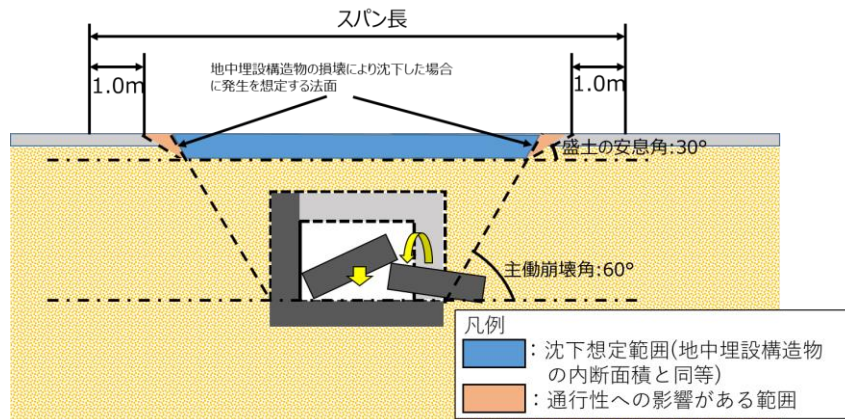 スパン長
1.0m
地中埋設構造物の損壊により沈下した場合
に発生を想定する法面
1.0m
盛土の安息角:30°
主働崩壊角:60°
凡例
：沈下想定範囲(地中埋設構造物
の内断面積と同等)
：通行性への影響がある範囲